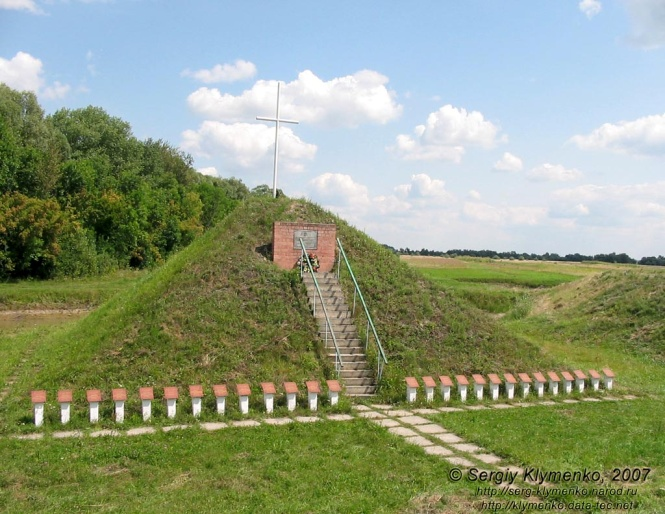 © Sergiy Klymenko, 2007
http://serg-klymenko.narod.ru
http://klymenko.data-tec.net